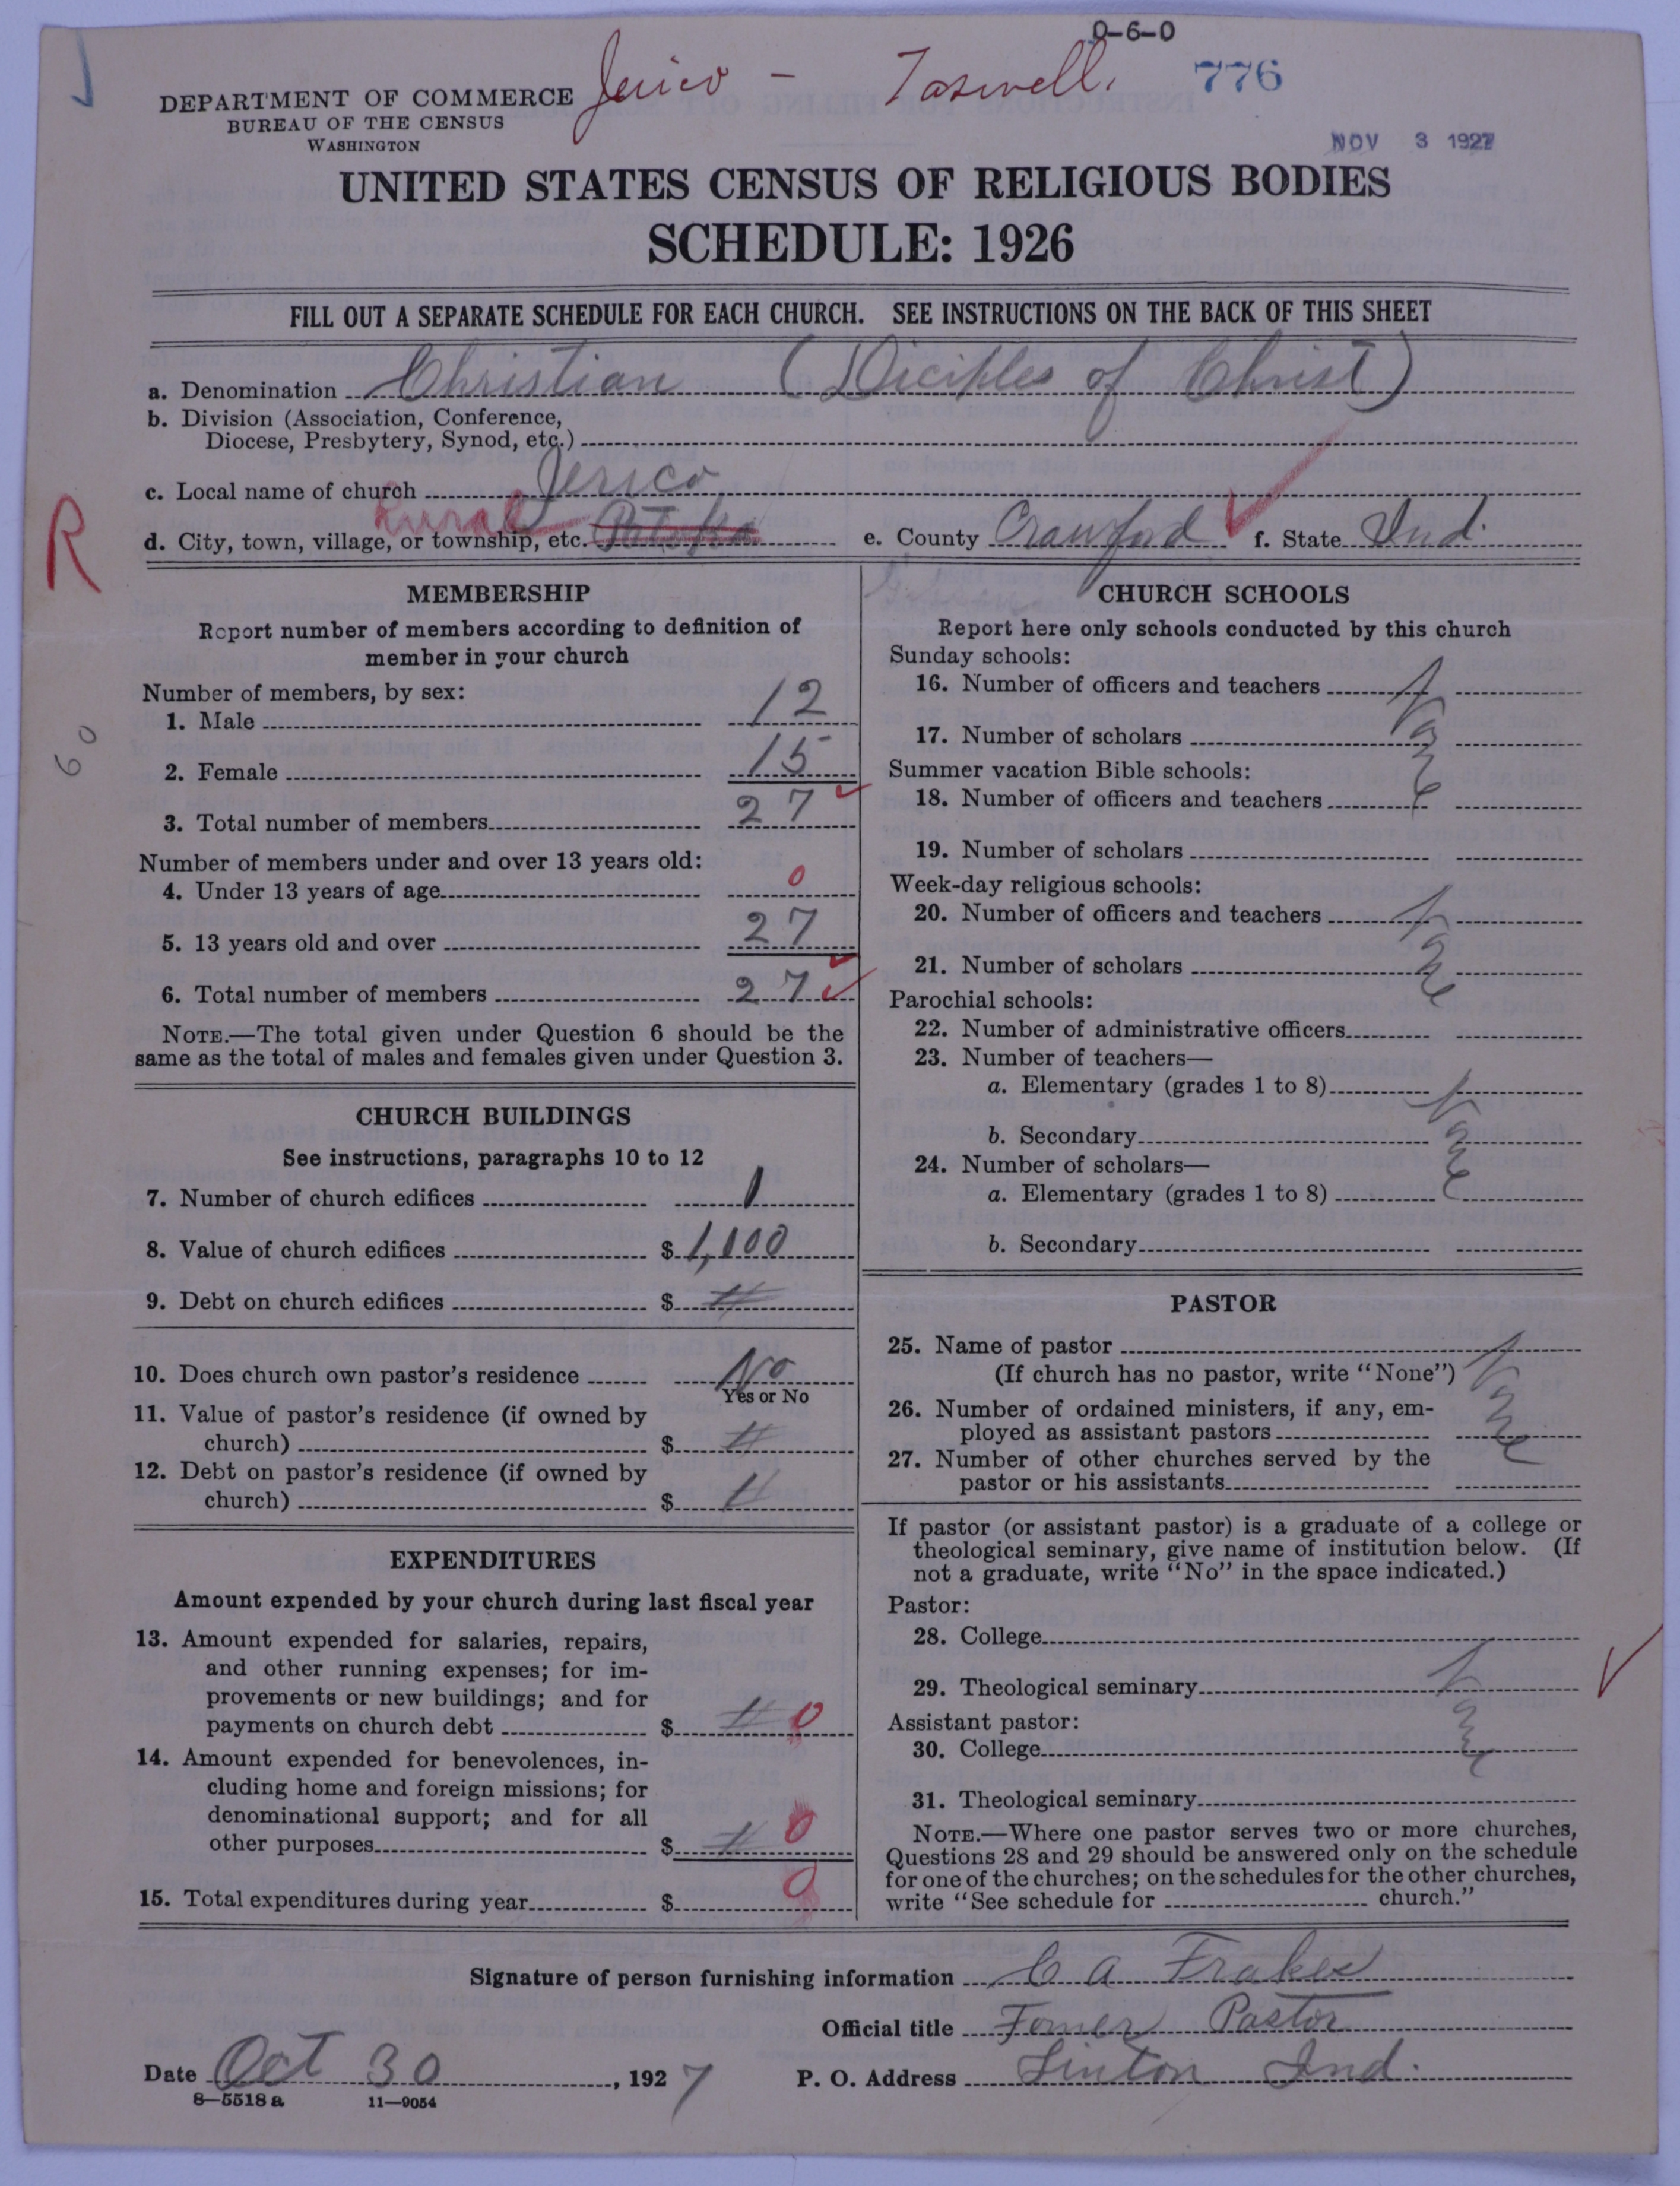 D-6-0
Jerico - Taswell. 776
DEPARTMENT OF COMMERCE
BUREAU OF THE CENSUS
WASHINGTON
NOV 3 1927
UNITED STATES CENSUS OF RELIGIOUS BODIES
SCHEDULE: 1926
FILL OUT A SEPARATE SCHEDULE FOR EACH CHURCH. SEE INSTRUCTIONS ON THE BACK OF THIS SHEET
a. Denomination Christian (Diciples of Christ)
b. Division (Association, Conference,
Diocese, Presbytery, Synod, etc.)
c. Local name of church Jerico
R
Rural
d. City, town, village, or township, etc. Patoka e. County Crawford f. State Ind.
MEMBERSHIP
Report number of members according to definition of
member in your church
Number of members, by sex:
1. Male 12
2. Female 15
60
3. Total number of members 27
Number of members under and over 13 years old:
4. Under 13 years of age 0
5. 13 years old and over 27
6. Total number of members 27
NOTE.—The total given under Question 6 should be the
same as the total of males and females given under Question 3.
CHURCH BUILDINGS
See instructions, paragraphs 10 to 12
7. Number of church edifices 1
8. Value of church edifices $ 1,000
9. Debt on church edifices $
10. Does church own pastor's residence No
Yes or No
11. Value of pastor's residence (if owned by
church) $
12. Debt on pastor's residence (if owned by
church) $
EXPENDITURES
Amount expended by your church during last fiscal year
13. Amount expended for salaries, repairs,
and other running expenses; for im-
provements or new buildings; and for
payments on church debt $ 0
14. Amount expended for benevolences, in-
cluding home and foreign missions; for
denominational support; and for all
other purposes $ 0
15. Total expenditures during year $ 0
CHURCH SCHOOLS
Report here only schools conducted by this church
Sunday schools:
16. Number of officers and teachers
None
17. Number of scholars
Summer vacation Bible schools:
18. Number of officers and teachers
19. Number of scholars
Week-day religious schools:
20. Number of officers and teachers
None
21. Number of scholars
Parochial schools:
22. Number of administrative officers
23. Number of teachers—
a. Elementary (grades 1 to 8)
None
b. Secondary
24. Number of scholars—
a. Elementary (grades 1 to 8)
b. Secondary
PASTOR
25. Name of pastor
(If church has no pastor, write "None") None
26. Number of ordained ministers, if any, em-
ployed as assistant pastors
27. Number of other churches served by the
pastor or his assistants
If pastor (or assistant pastor) is a graduate of a college or
theological seminary, give name of institution below. (If
not a graduate, write "No" in the space indicated.)
Pastor:
28. College
29. Theological seminary
None
Assistant pastor:
30. College
31. Theological seminary
NOTE.—Where one pastor serves two or more churches,
Questions 28 and 29 should be answered only on the schedule
for one of the churches; on the schedules for the other churches,
write "See schedule for church."
Signature of person furnishing information C A Frakes
Official title Former Pastor
Date Oct 30, 1927 P. O. Address Linton Ind.
8—5518 a 11—9054